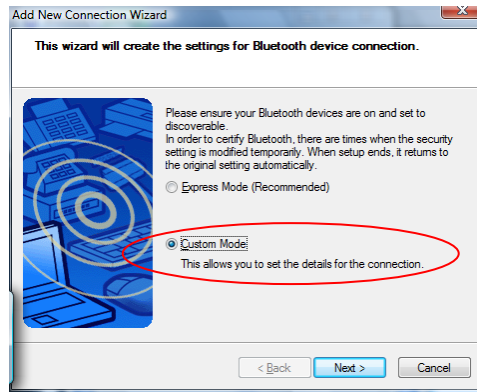 Add New Connection Wizard
This wizard will create the settings for Bluetooth device connection.
Please ensure your Bluetooth devices are on and set to
discoverable.
In order to certify Bluetooth, there are times when the security
setting is modified temporarily. When setup ends, it returns to
the original setting automatically.
Express Mode (Recommended)
Custom Mode
This allows you to set the details for the connection.
< Back Next > Cancel